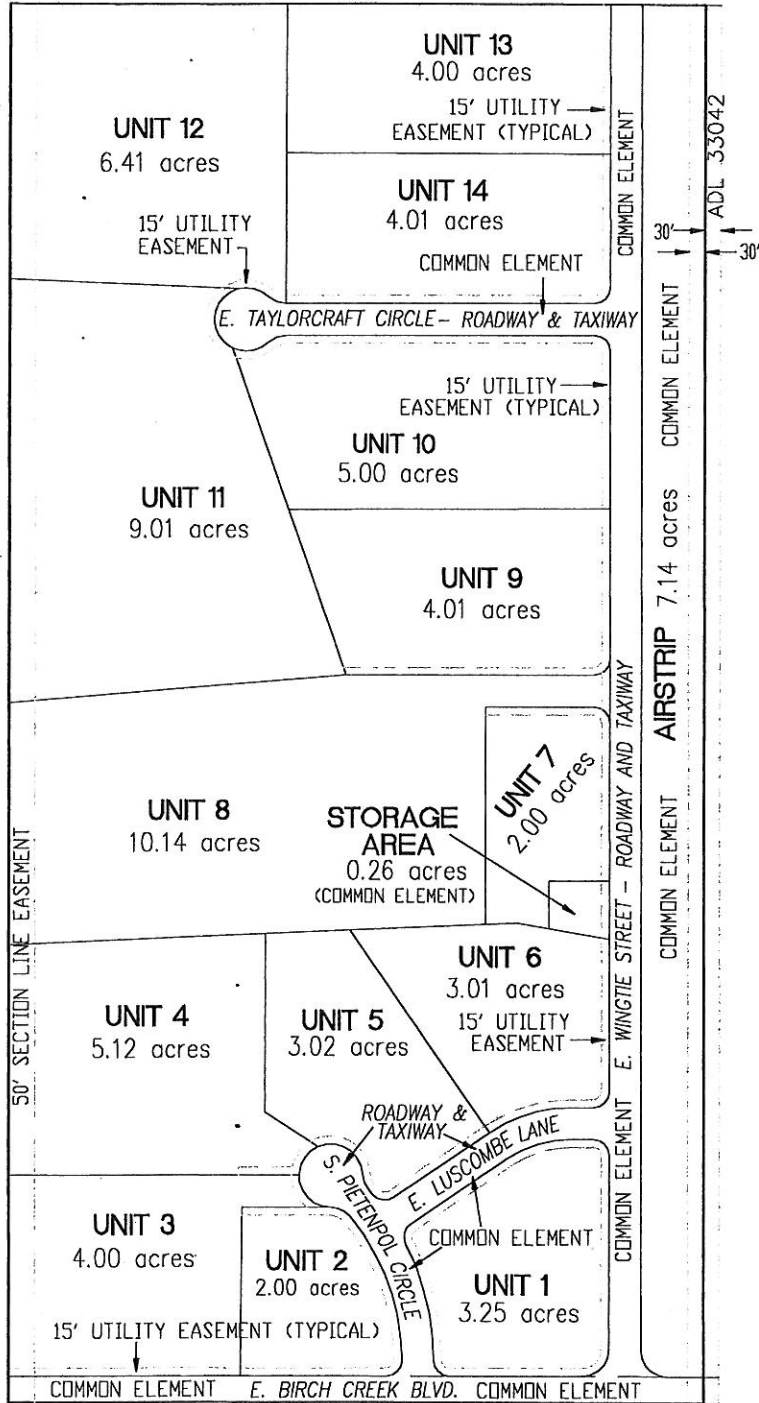 UNIT 13
4.00 acres
15' UTILITY
EASEMENT (TYPICAL)
COMMON ELEMENT
ADL 33042
UNIT 12
6.41 acres
UNIT 14
4.01 acres
15' UTILITY
EASEMENT
COMMON ELEMENT
30'
30'
E. TAYLORCRAFT CIRCLE- ROADWAY & TAXIWAY
COMMON ELEMENT
15' UTILITY
EASEMENT (TYPICAL)
UNIT 10
5.00 acres
UNIT 11
9.01 acres
AIRSTRIP 7.14 acres
UNIT 9
4.01 acres
E. WINGTIE STREET- ROADWAY AND TAXIWAY
UNIT 7
2.00 acres
UNIT 8
10.14 acres
STORAGE
AREA
0.26 acres
(COMMON ELEMENT)
COMMON ELEMENT
50' SECTION LINE EASEMENT
UNIT 6
3.01 acres
UNIT 4
5.12 acres
UNIT 5
3.02 acres
15' UTILITY
EASEMENT
ROADWAY &
TAXIWAY
E. LUSCOMBE LANE
S. PIETENPOL CIRCLE
COMMON ELEMENT
COMMON ELEMENT
UNIT 3
4.00 acres
UNIT 2
2.00 acres
UNIT 1
3.25 acres
15' UTILITY EASEMENT (TYPICAL)
COMMON ELEMENT E. BIRCH CREEK BLVD. COMMON ELEMENT